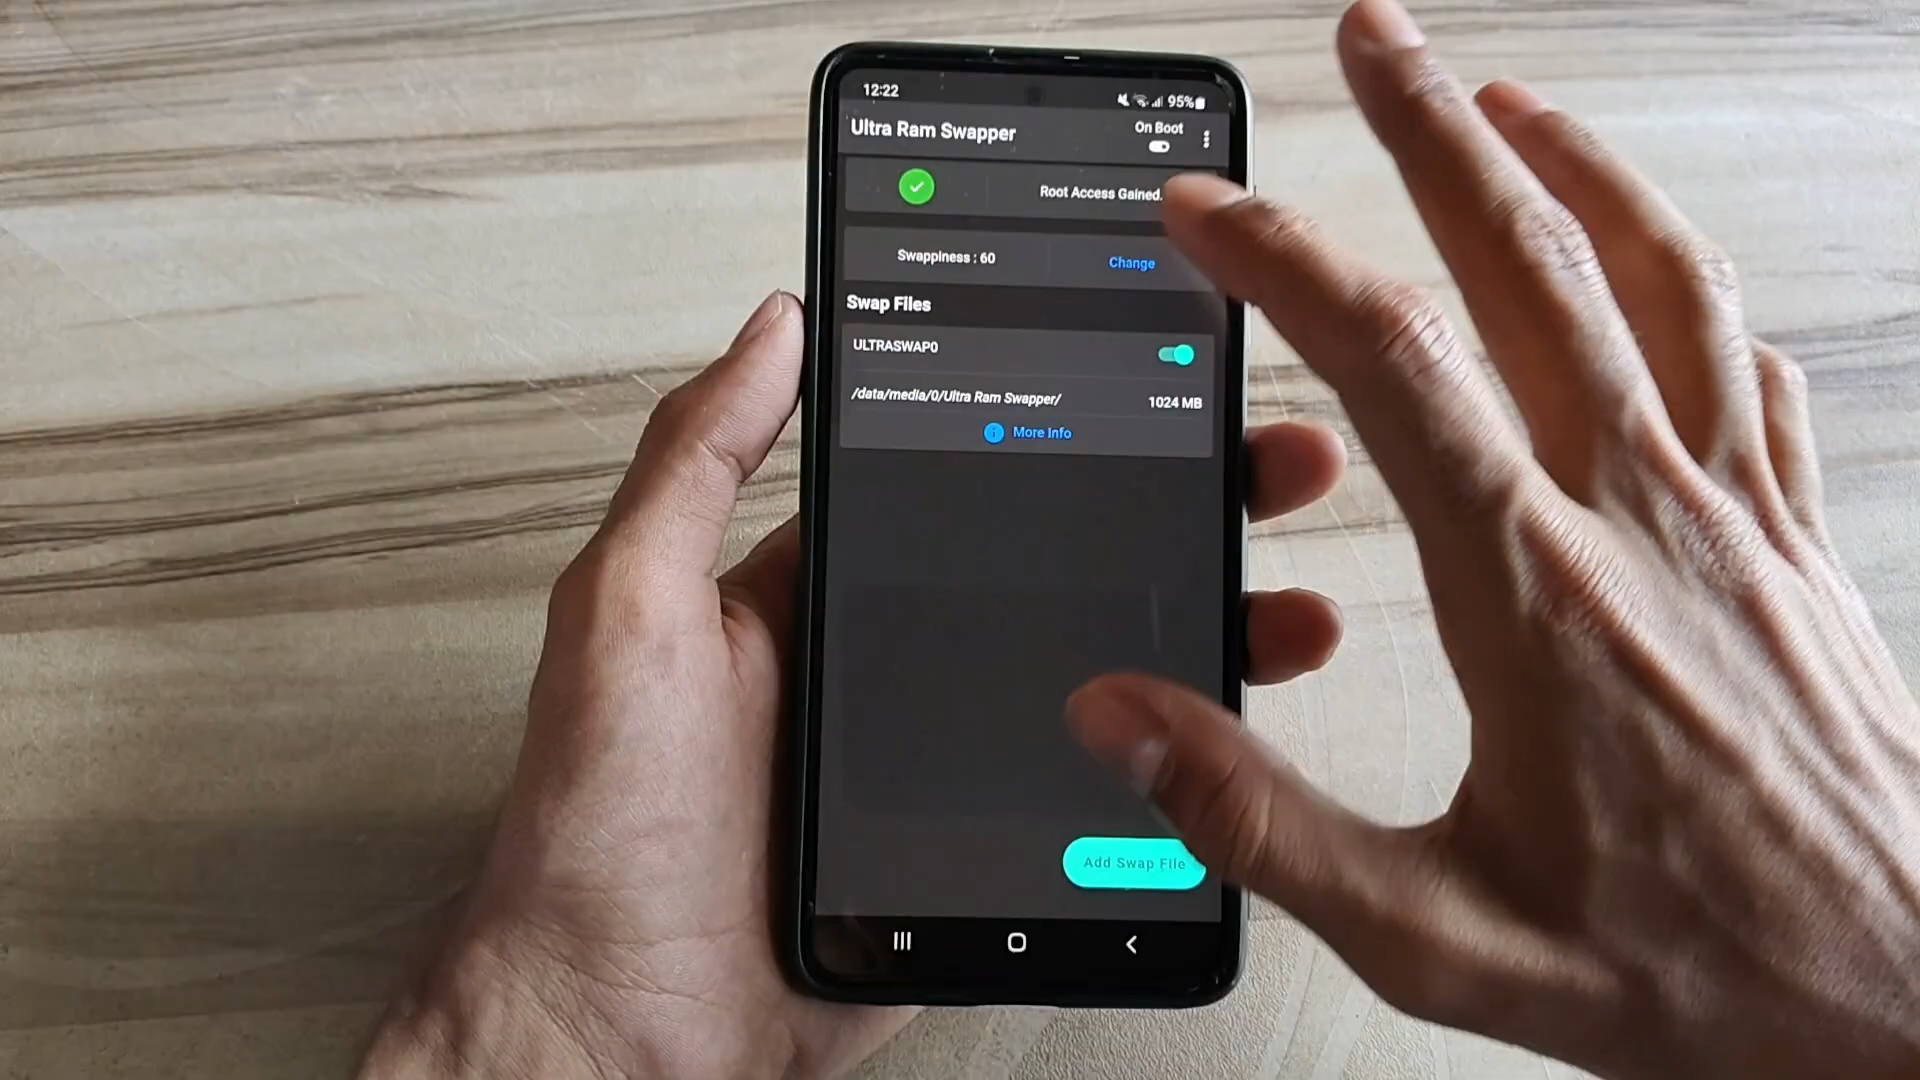 12:22
95%
Ultra Ram Swapper
On Boot
Root Access Gained.
Swappiness : 60
Change
Swap Files
ULTRASWAP0
/data/media/0/Ultra Ram Swapper/
1024 MB
More Info
Add Swap File